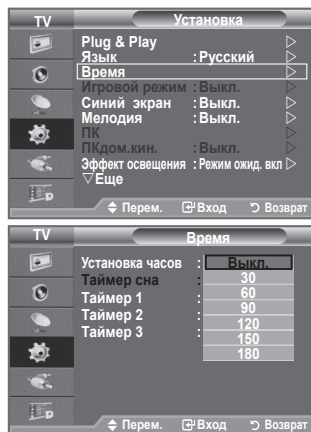 TV Установка
Plug & Play
Язык : Русский
Время
Игровой режим : Выкл.
Синий экран : Выкл.
Мелодия : Выкл.
ПК
ПКдом.кин. : Выкл.
Эффект освещения : Режим ожид. вкл
▽Еще
Перем. Вход Возврат
TV Время
Установка часов : Выкл.
Таймер сна : 30
Таймер 1 : 60
90
Таймер 2 : 120
Таймер 3 : 150
180
Перем. Вход Возврат